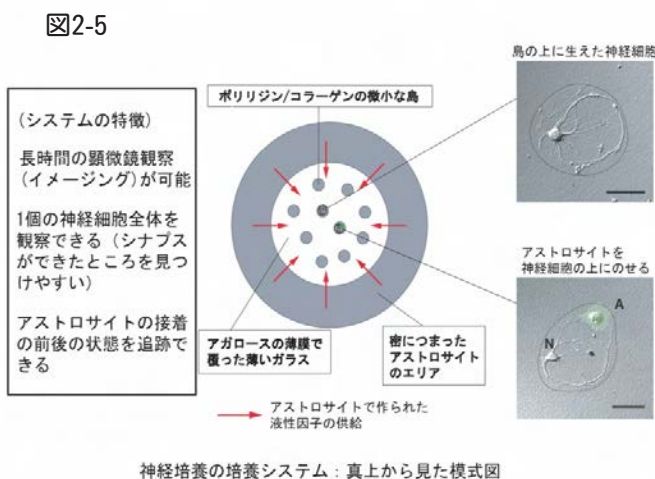 図2-5
島の上に生えた神経細胞
ポリリジン/コラーゲンの微小な島
(システムの特徴)
長時間の顕微鏡観察
(イメージング)が可能
1個の神経細胞全体を
観察できる（シナプス
ができたところを見つ
けやすい)
アストロサイトの接着
の前後の状態を追跡で
きる
アストロサイトを
神経細胞の上にのせる
A
N
アガロースの薄膜で
覆った薄いガラス
密につまった
アストロサイト
のエリア
アストロサイトで作られた
液性因子の供給
神経培養の培養システム：真上から見た模式図